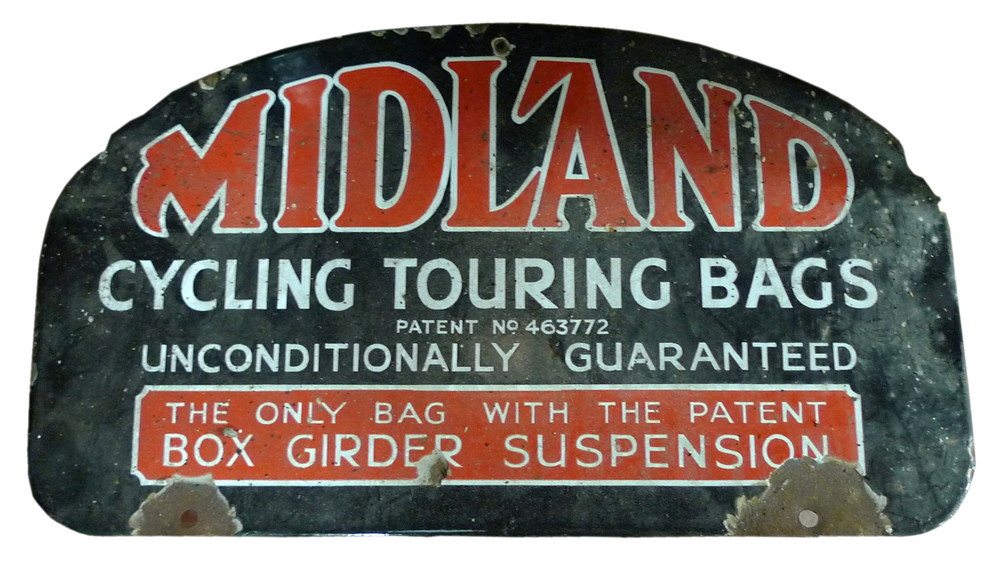 MIDLAND
CYCLING TOURING BAGS
PATENT Nº 463772
UNCONDITIONALLY GUARANTEED
THE ONLY BAG WITH THE PATENT
BOX GIRDER SUSPENSION